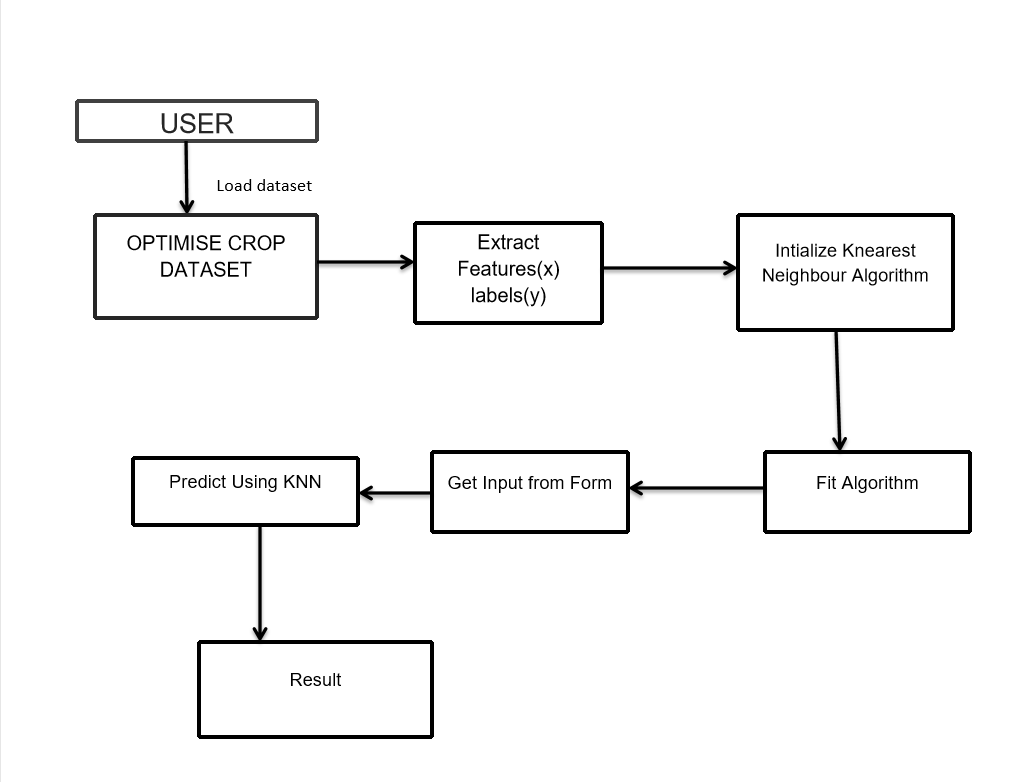 USER
Load dataset
OPTIMISE CROP
DATASET
Extract
Features(x)
labels(y)
Intialize Knearest
Neighbour Algorithm
Fit Algorithm
Get Input from Form
Predict Using KNN
Result